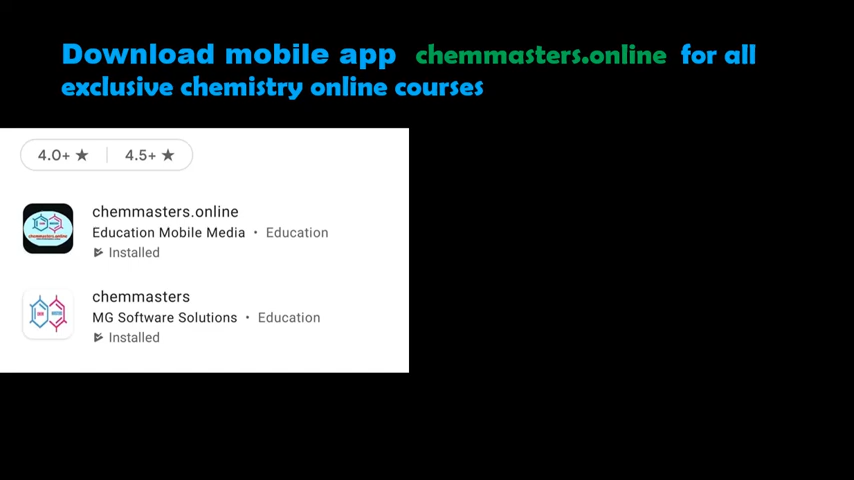 Download mobile app chemmasters.online for all
exclusive chemistry online courses
4.0+ ★ 4.5+ ★
chemmasters.online
Education Mobile Media • Education
Installed
chemmasters
MG Software Solutions • Education
Installed